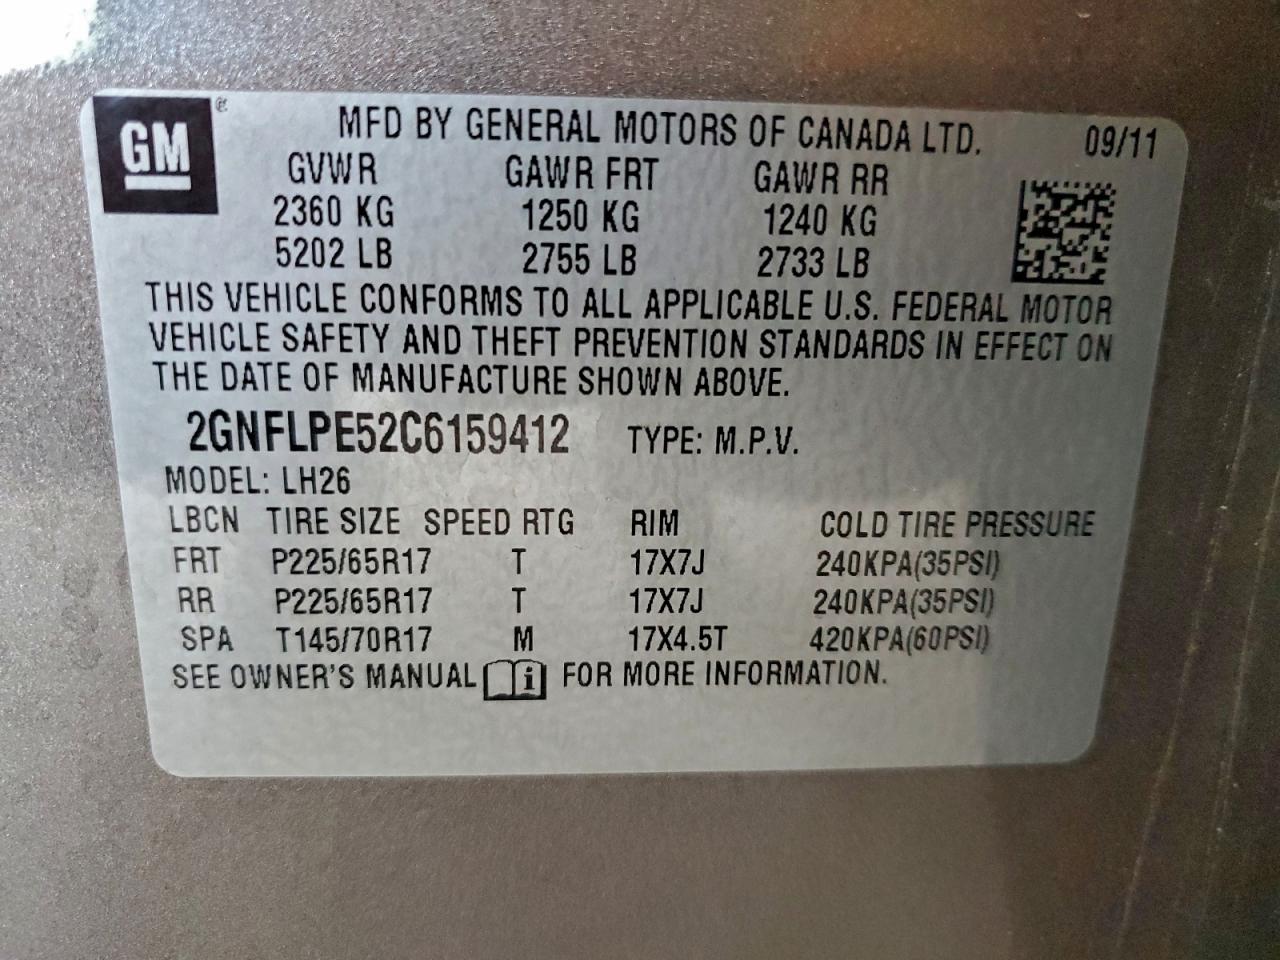 GM ®
MFD BY GENERAL MOTORS OF CANADA LTD. 09/11
GVWR GAWR FRT GAWR RR
2360 KG 1250 KG 1240 KG
5202 LB 2755 LB 2733 LB
THIS VEHICLE CONFORMS TO ALL APPLICABLE U.S. FEDERAL MOTOR
VEHICLE SAFETY AND THEFT PREVENTION STANDARDS IN EFFECT ON
THE DATE OF MANUFACTURE SHOWN ABOVE.
2GNFLPE52C6159412 TYPE: M.P.V.
MODEL: LH26
LBCN TIRE SIZE SPEED RTG RIM COLD TIRE PRESSURE
FRT P225/65R17 T 17X7J 240KPA(35PSI)
RR P225/65R17 T 17X7J 240KPA(35PSI)
SPA T145/70R17 M 17X4.5T 420KPA(60PSI)
SEE OWNER'S MANUAL i FOR MORE INFORMATION.